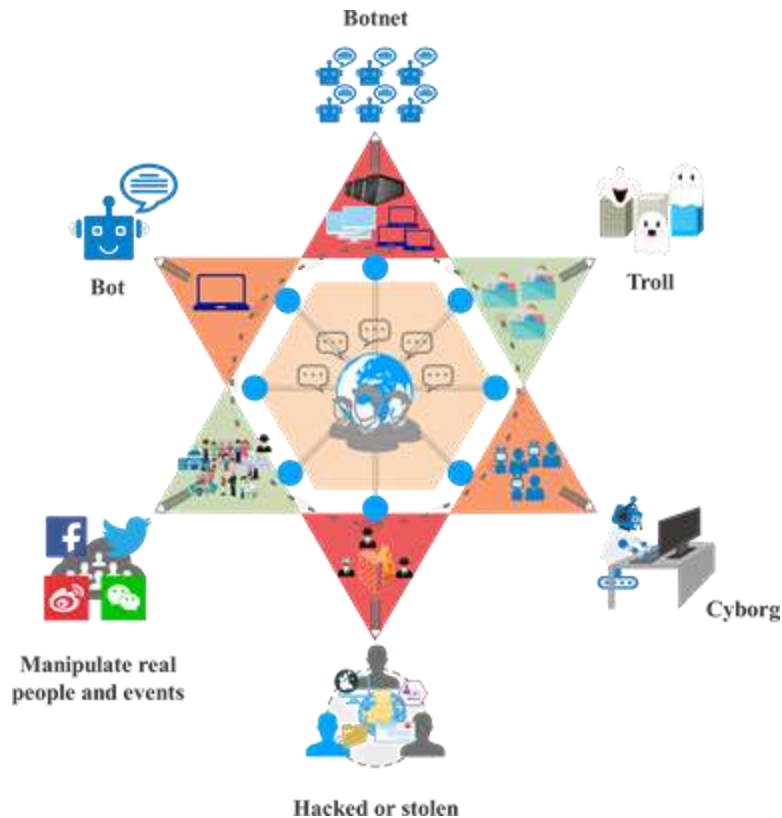 Botnet
Bot
Troll
Cyborg
Manipulate real
people and events
Hacked or stolen